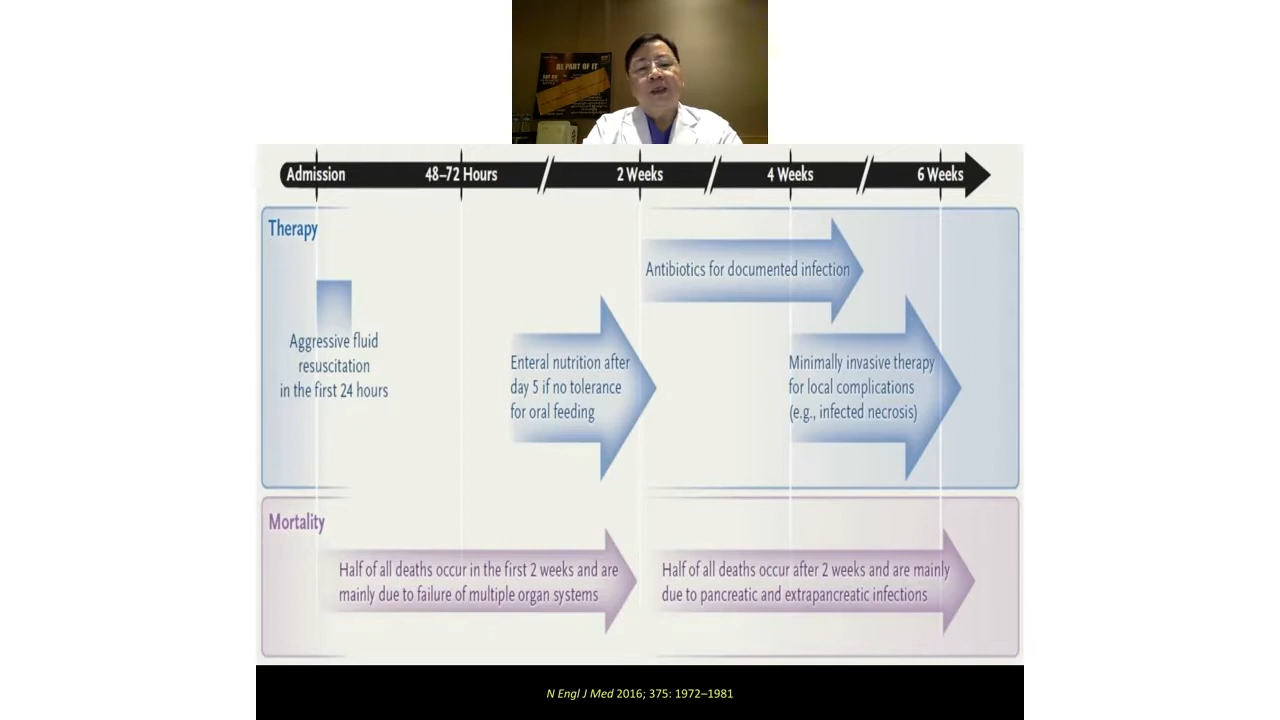 BE PART OF IT
Admission 48–72 Hours 2 Weeks 4 Weeks 6 Weeks
Therapy
Antibiotics for documented infection
Aggressive fluid
resuscitation
in the first 24 hours
Enteral nutrition after
day 5 if no tolerance
for oral feeding
Minimally invasive therapy
for local complications
(e.g., infected necrosis)
Mortality
Half of all deaths occur in the first 2 weeks and are
mainly due to failure of multiple organ systems
Half of all deaths occur after 2 weeks and are mainly
due to pancreatic and extrapancreatic infections
N Engl J Med 2016; 375: 1972–1981